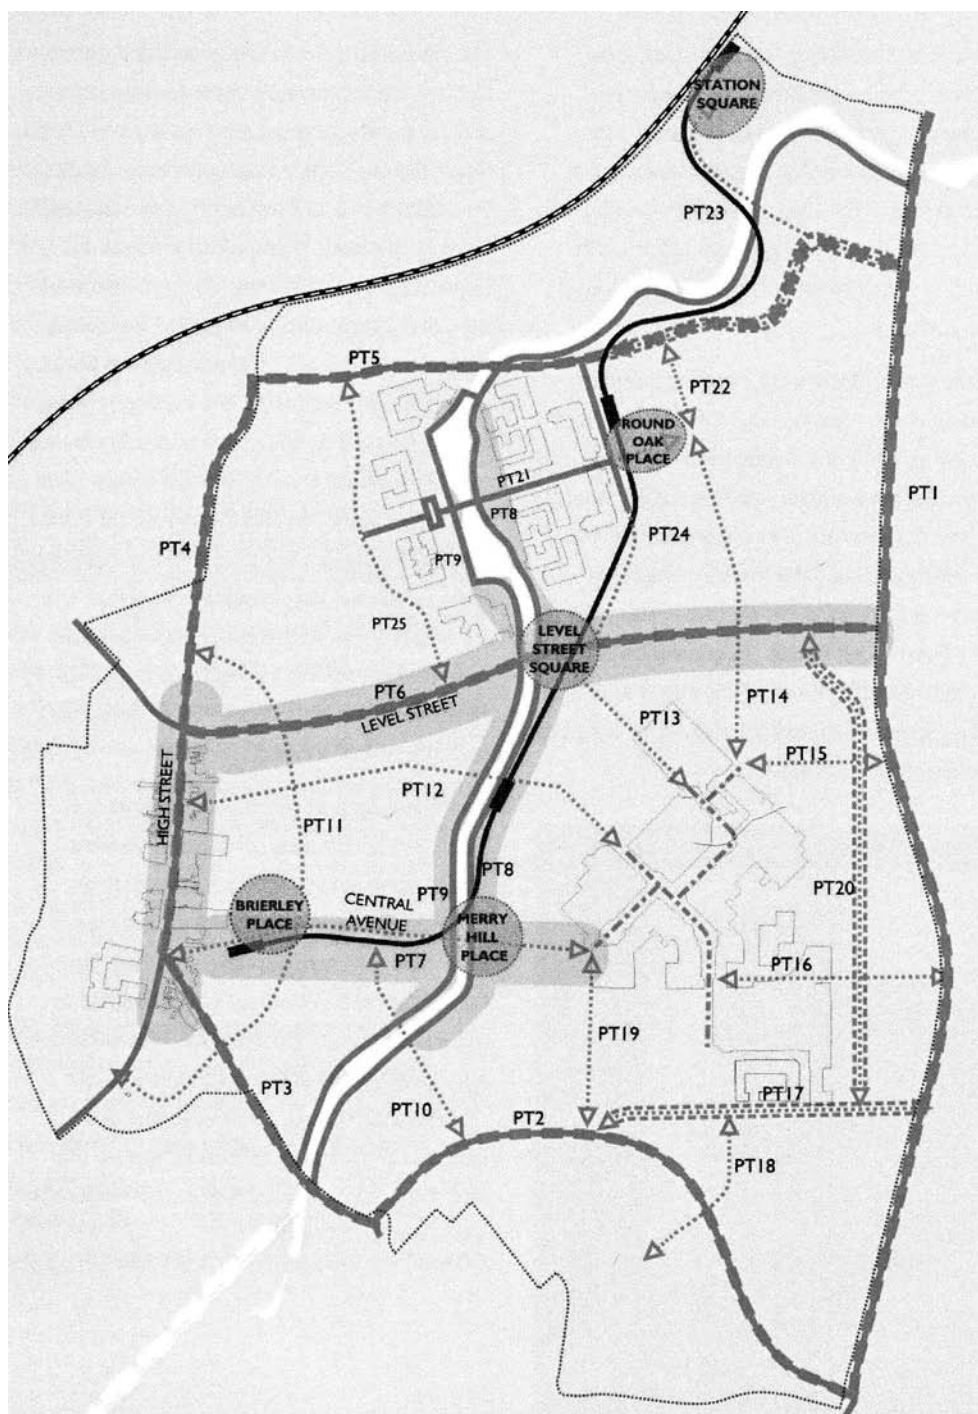 STATION
SQUARE
PT23
PT5
PT22
ROUND
OAK
PLACE
PT21
PT1
PT8
PT4
PT24
PT9
PT25
LEVEL
STREET
SQUARE
PT6
LEVEL STREET
PT13
PT14
PT15
HIGH STREET
PT12
PT11
PT8
PT20
PT9
BRIERLEY
PLACE
CENTRAL
AVENUE
MERRY
HILL
PLACE
PT7
PT16
PT19
PT3
PT17
PT10
PT2
PT18